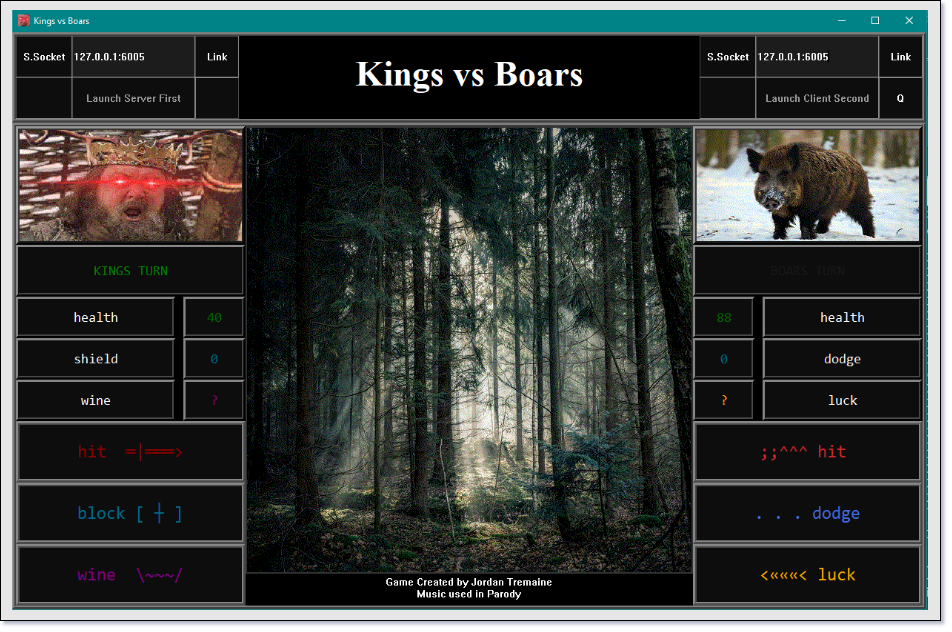 Kings vs Boars
S.Socket 127.0.0.1:6005 Link
Launch Server First
Kings vs Boars
S.Socket 127.0.0.1:6005 Link
Launch Client Second Q
KINGS TURN
BOARS TURN
health 40
shield 0
wine ?
88 health
0 dodge
? luck
hit =|═══>
block [ ┼ ]
wine \~~~/
;;^^^ hit
. . . dodge
<«««< luck
Game Created by Jordan Tremaine
Music used in Parody